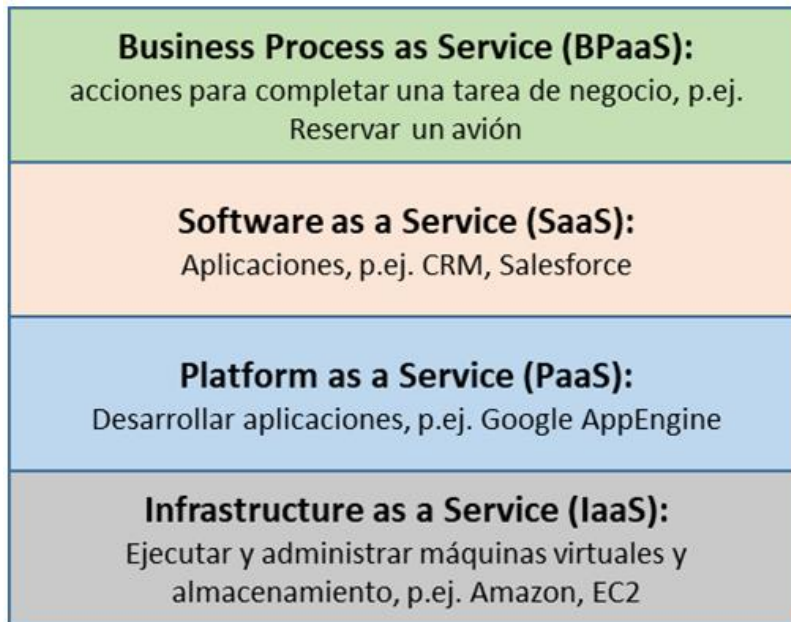 Business Process as Service (BPaaS):
acciones para completar una tarea de negocio, p.ej.
Reservar un avión
Software as a Service (SaaS):
Aplicaciones, p.ej. CRM, Salesforce
Platform as a Service (PaaS):
Desarrollar aplicaciones, p.ej. Google AppEngine
Infrastructure as a Service (IaaS):
Ejecutar y administrar máquinas virtuales y
almacenamiento, p.ej. Amazon, EC2